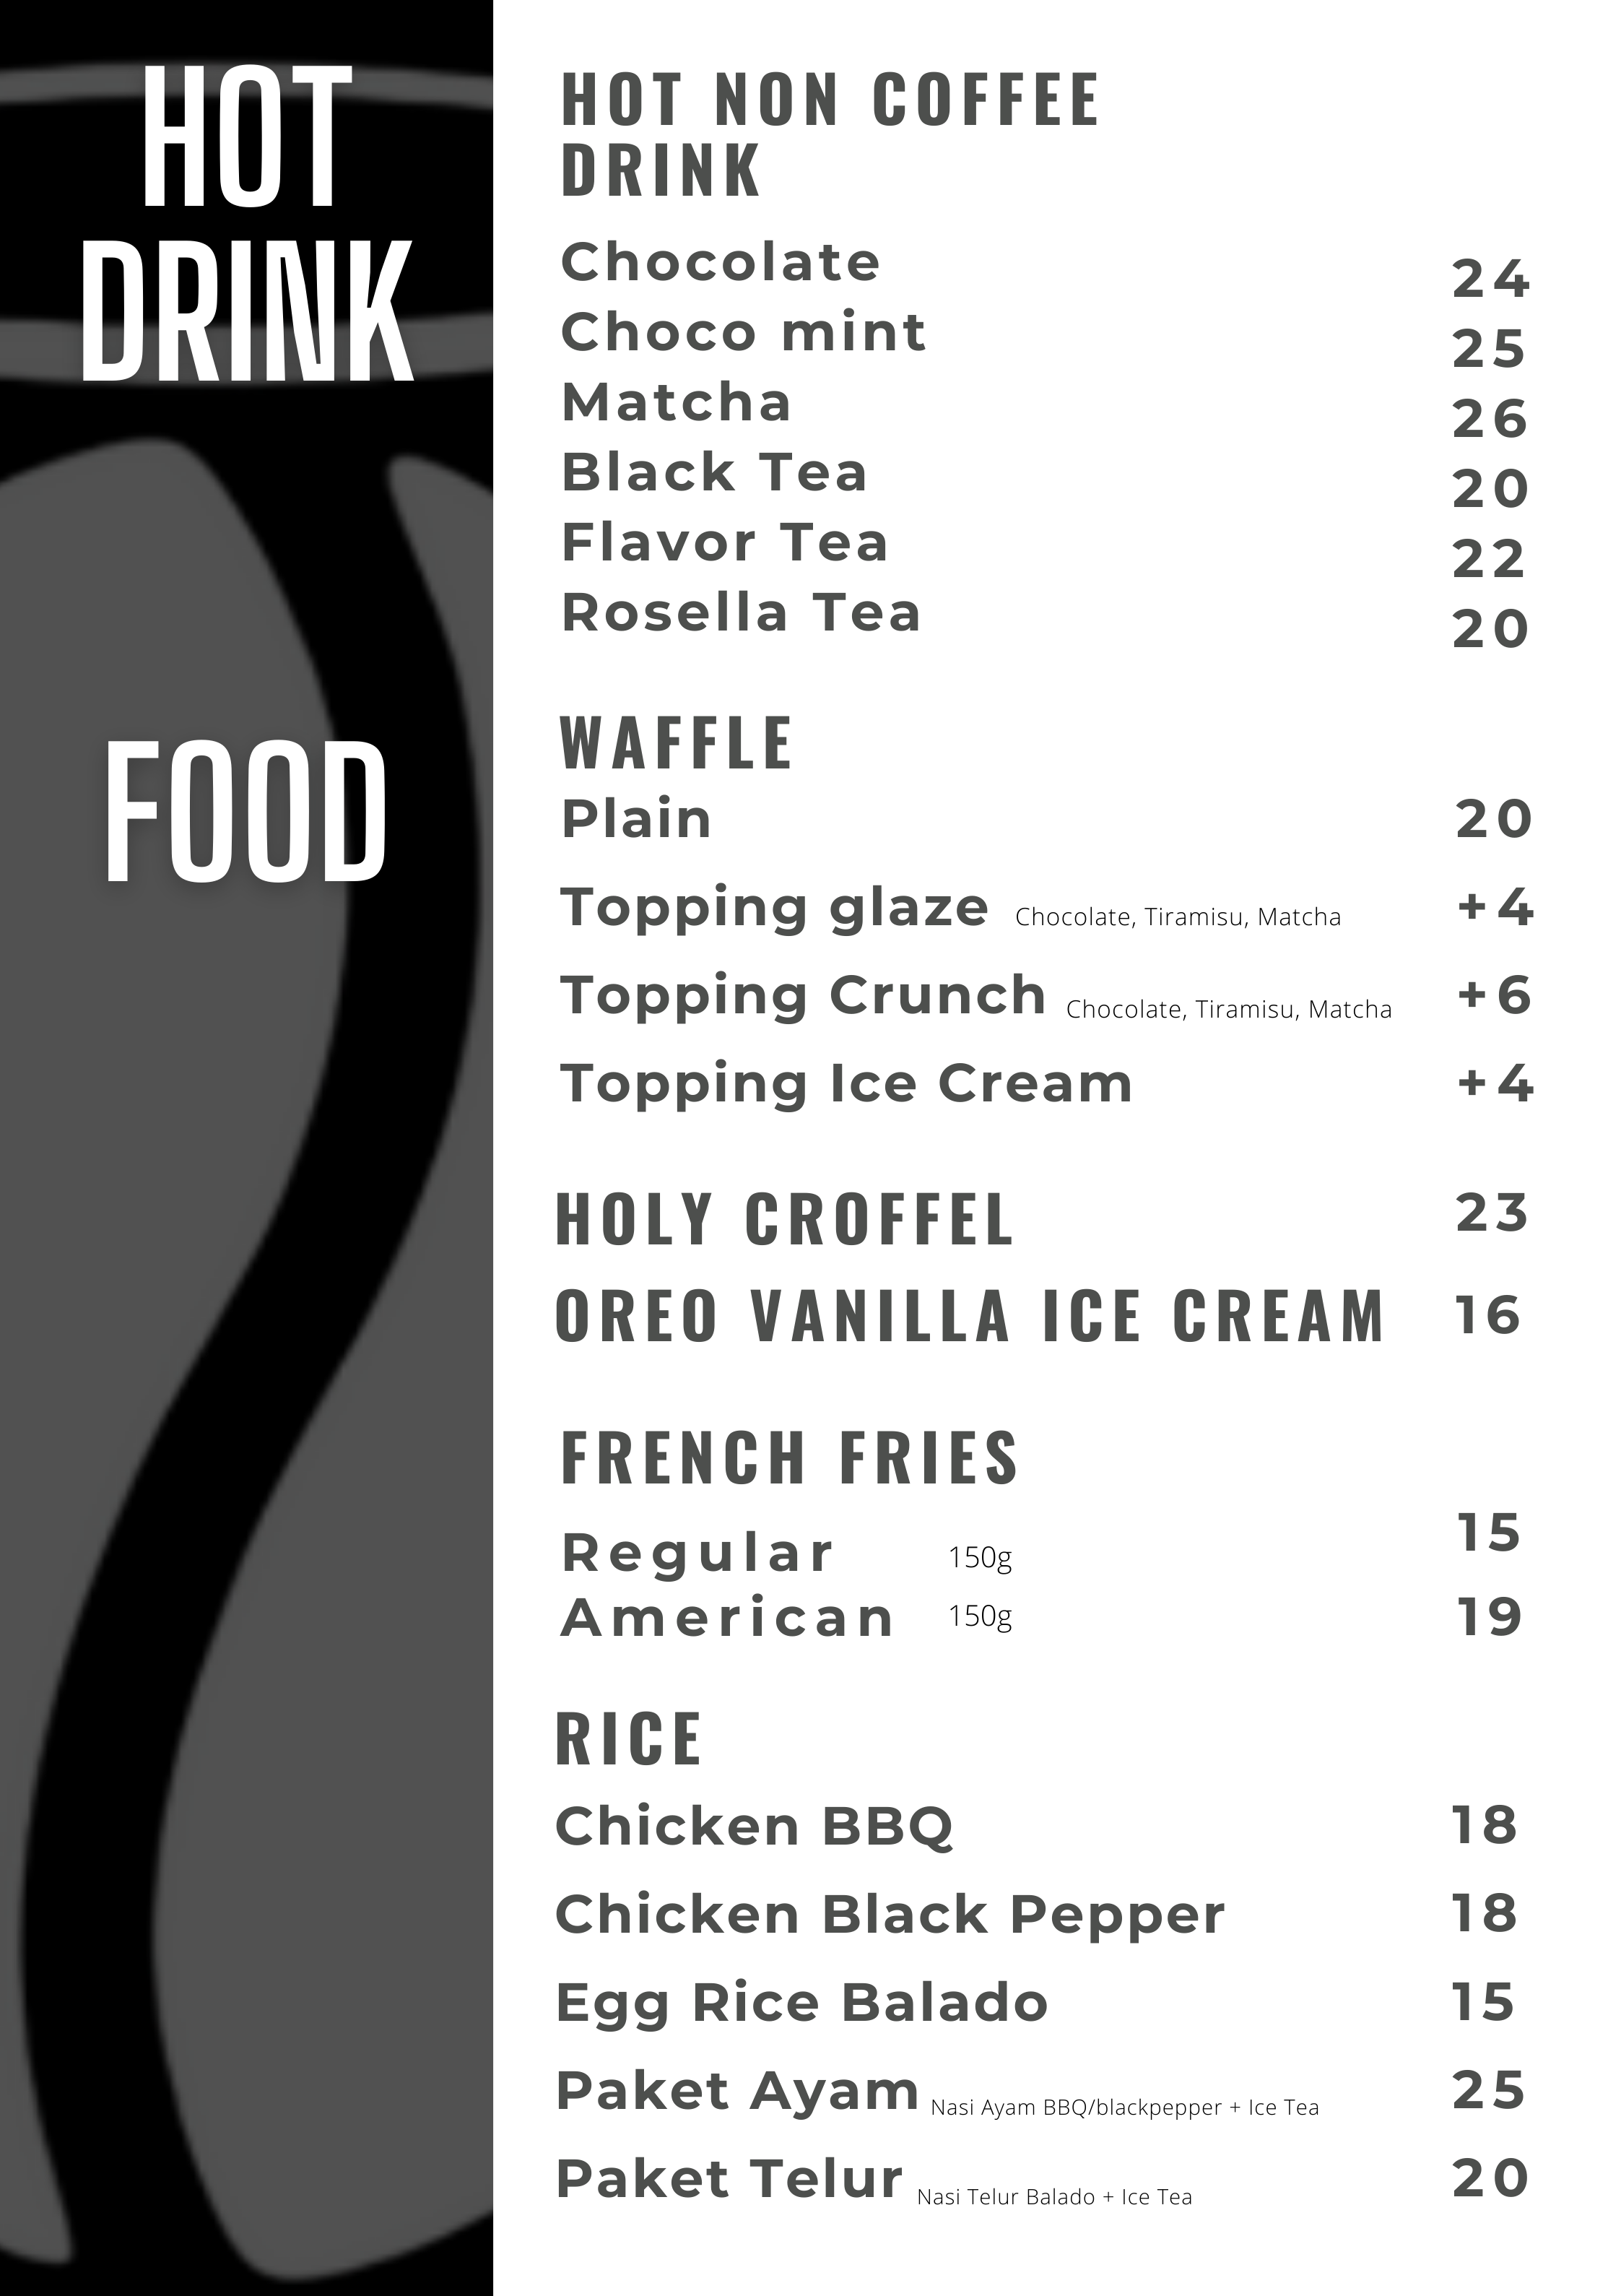 HOT
DRINK
HOT NON COFFEE
DRINK
Chocolate 24
Choco mint 25
Matcha 26
Black Tea 20
Flavor Tea 22
Rosella Tea 20
FOOD
WAFFLE
Plain 20
Topping glaze Chocolate, Tiramisu, Matcha +4
Topping Crunch Chocolate, Tiramisu, Matcha +6
Topping Ice Cream +4
HOLY CROFFEL 23
OREO VANILLA ICE CREAM 16
FRENCH FRIES
Regular 150g 15
American 150g 19
RICE
Chicken BBQ 18
Chicken Black Pepper 18
Egg Rice Balado 15
Paket Ayam Nasi Ayam BBQ/blackpepper + Ice Tea 25
Paket Telur Nasi Telur Balado + Ice Tea 20